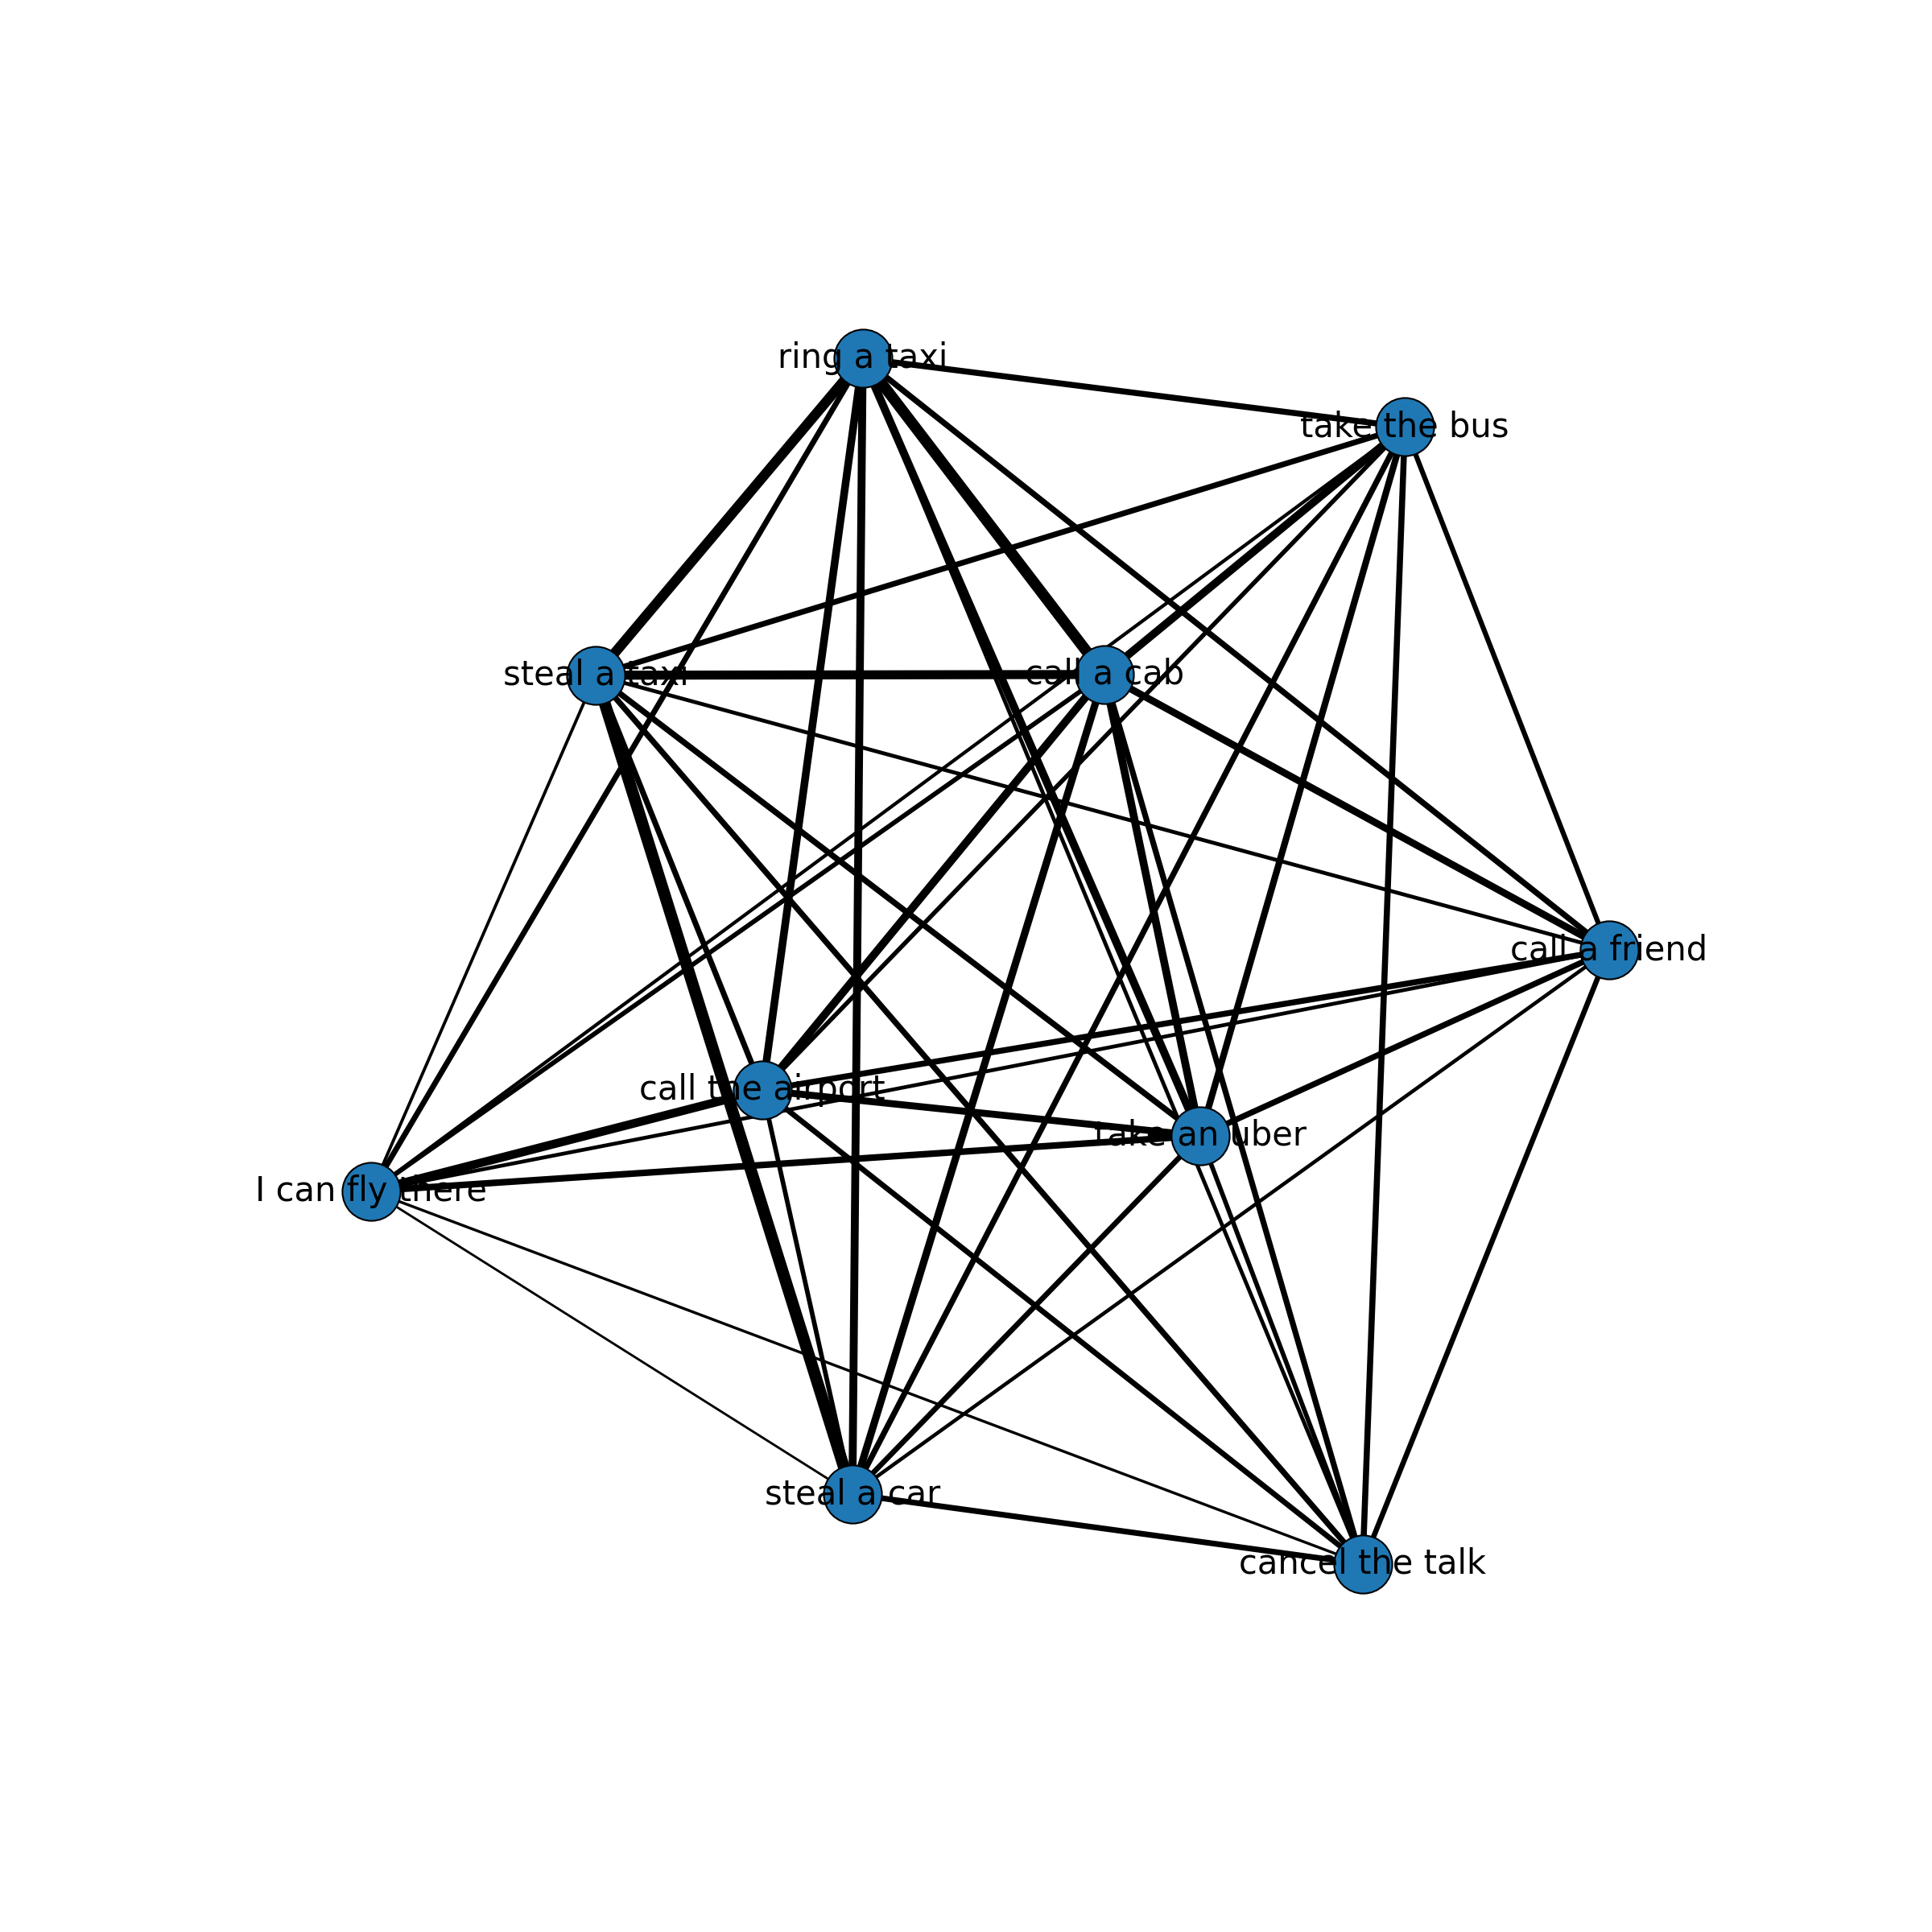 ring a taxi
take the bus
steal a taxi
call a cab
call a friend
call the airport
Take an uber
I can fly there
steal a car
cancel the talk